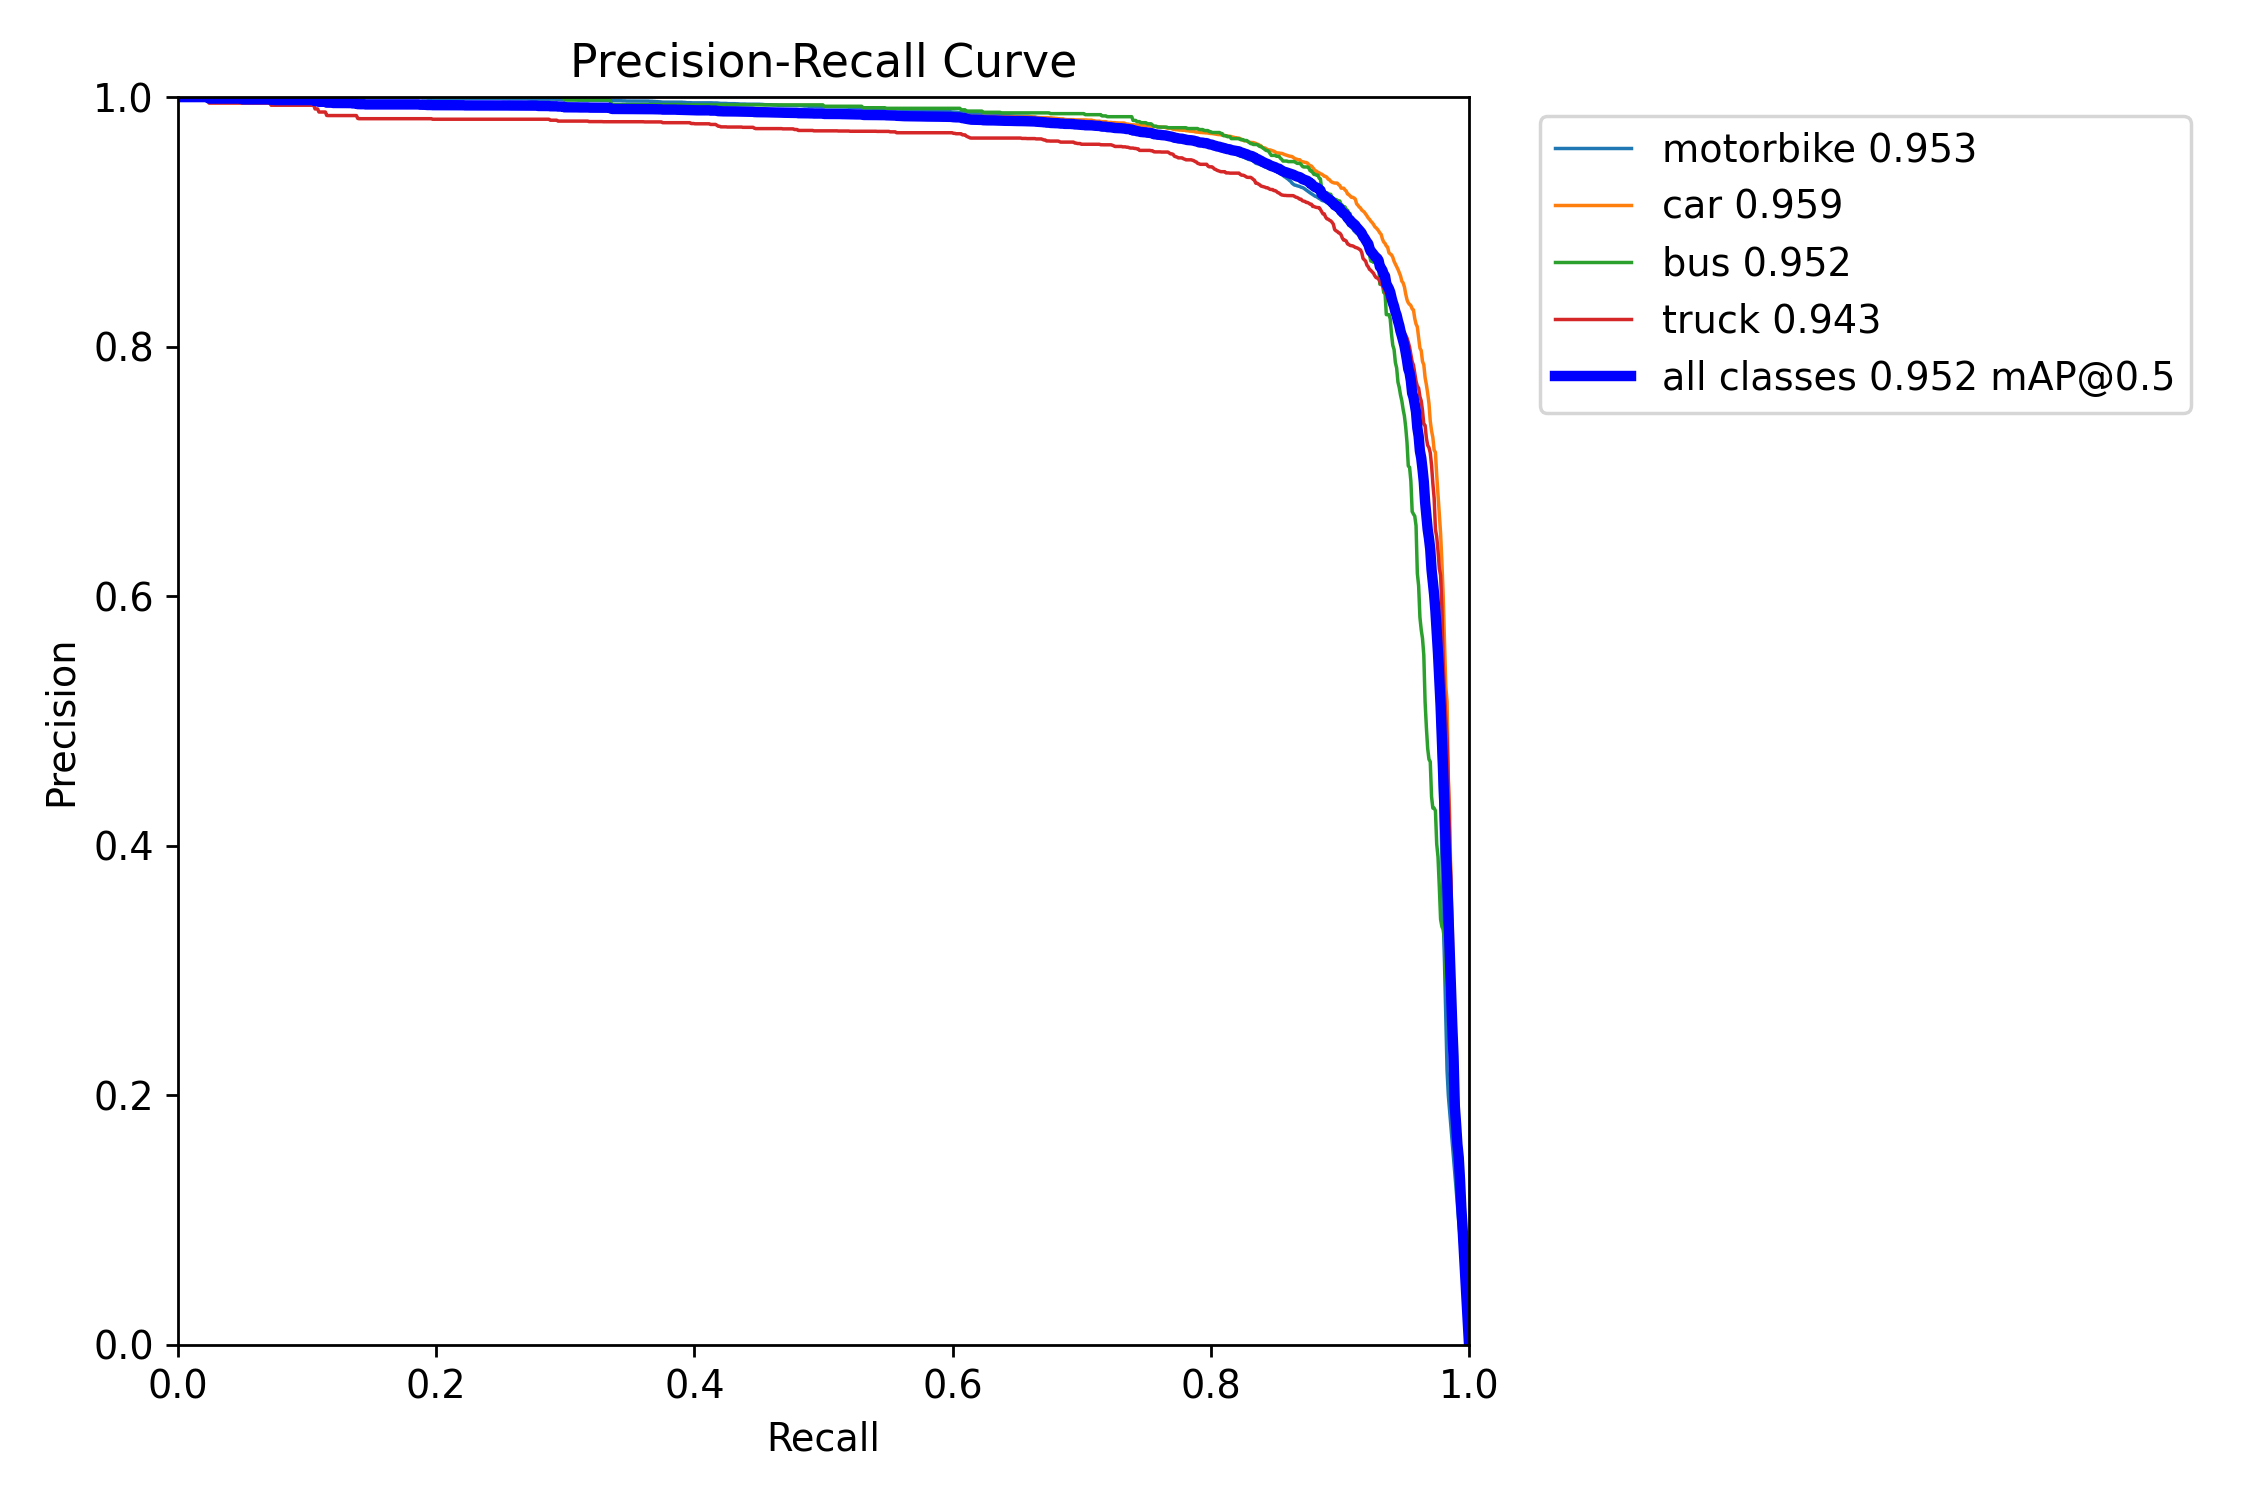 Precision-Recall Curve
1.0
0.8
0.6
0.4
0.2
0.0
Precision
0.0 0.2 0.4 0.6 0.8 1.0
Recall
motorbike 0.953
car 0.959
bus 0.952
truck 0.943
all classes 0.952 mAP@0.5